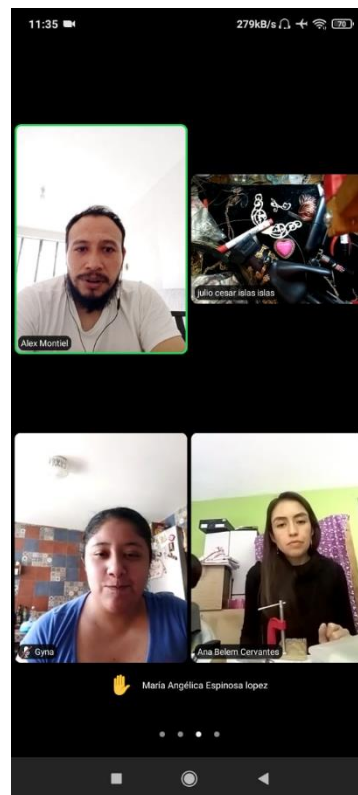 11:35
279kB/s
70
Alex Montiel
julio cesar islas islas
Gyna
Ana Belem Cervantes
María Angélica Espinosa lopez